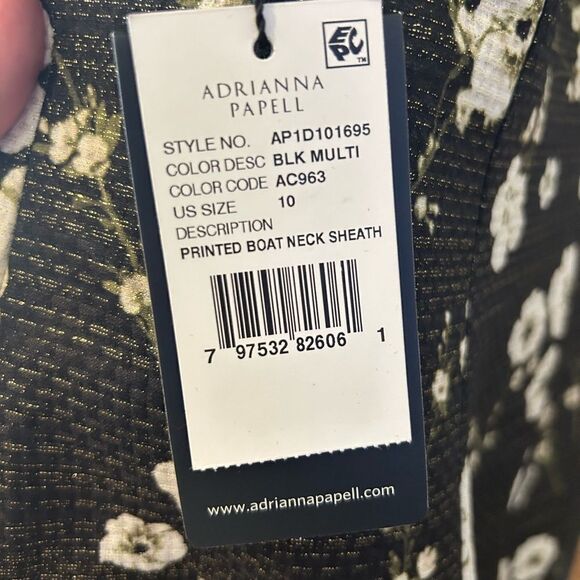 EPC™
ADRIANNA
PAPELL
STYLE NO. AP1D101695
COLOR DESC BLK MULTI
COLOR CODE AC963
US SIZE 10
DESCRIPTION
PRINTED BOAT NECK SHEATH
7 97532 82606 1
www.adriannapapell.com